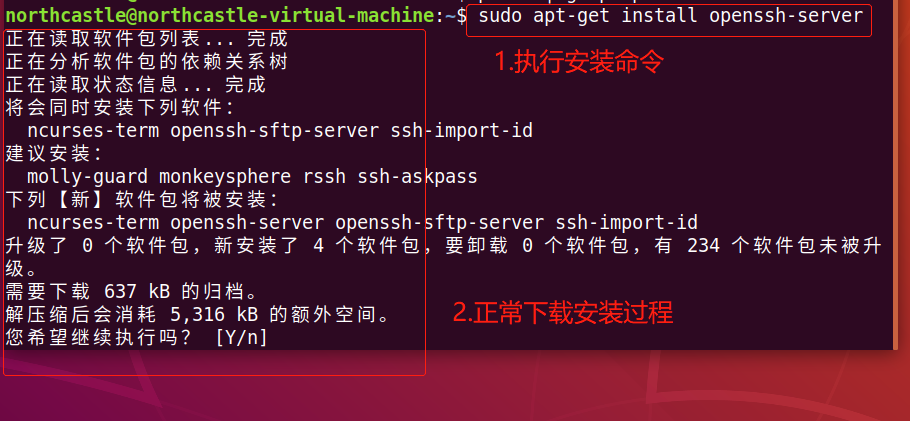 northcastle@northcastle-virtual-machine:~$ sudo apt-get install openssh-server
正在读取软件包列表... 完成
正在分析软件包的依赖关系树
正在读取状态信息... 完成
将会同时安装下列软件：
ncurses-term openssh-sftp-server ssh-import-id
建议安装：
molly-guard monkeysphere rssh ssh-askpass
下列【新】软件包将被安装：
ncurses-term openssh-server openssh-sftp-server ssh-import-id
升级了 0 个软件包，新安装了 4 个软件包，要卸载 0 个软件包，有 234 个软件包未被升
级。
需要下载 637 kB 的归档。
解压缩后会消耗 5,316 kB 的额外空间。
您希望继续执行吗？ [Y/n]
1.执行安装命令
2.正常下载安装过程